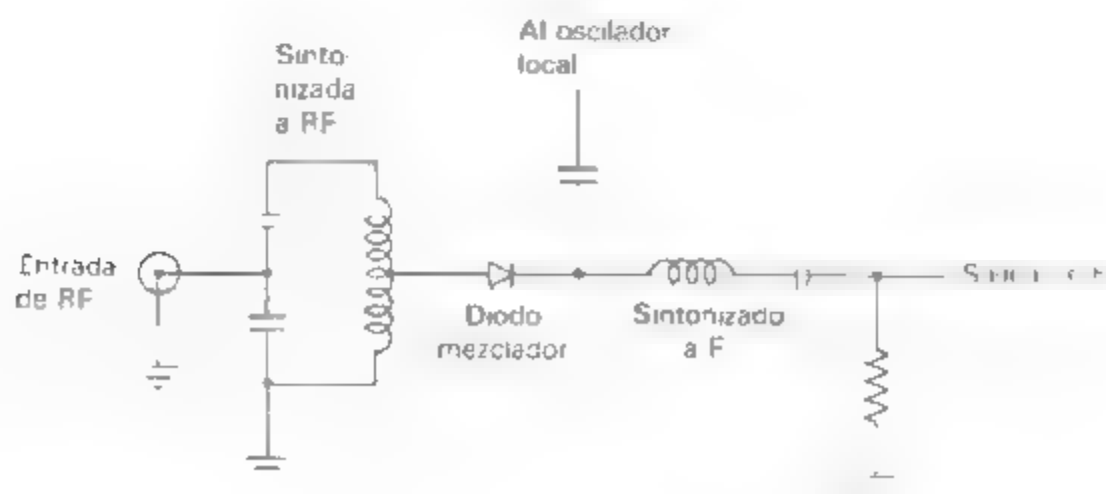 Al oscilador
local
Sinto-
nizada
a RF
Entrada
de RF
Diodo
mezclador
Sintonizado
a F